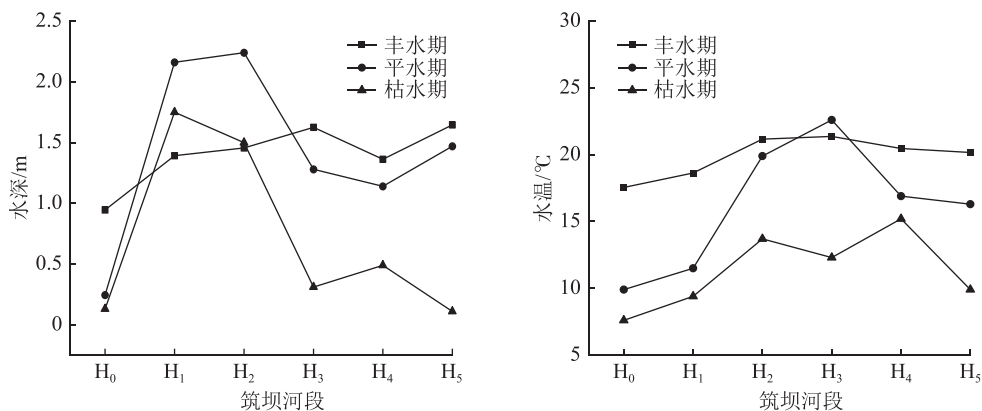 2.5
2.0
1.5
1.0
0.5
0
水深/m
丰水期
平水期
枯水期
H₀ H₁ H₂ H₃ H₄ H₅
筑坝河段
30
25
20
15
10
5
水温/℃
丰水期
平水期
枯水期
H₀ H₁ H₂ H₃ H₄ H₅
筑坝河段